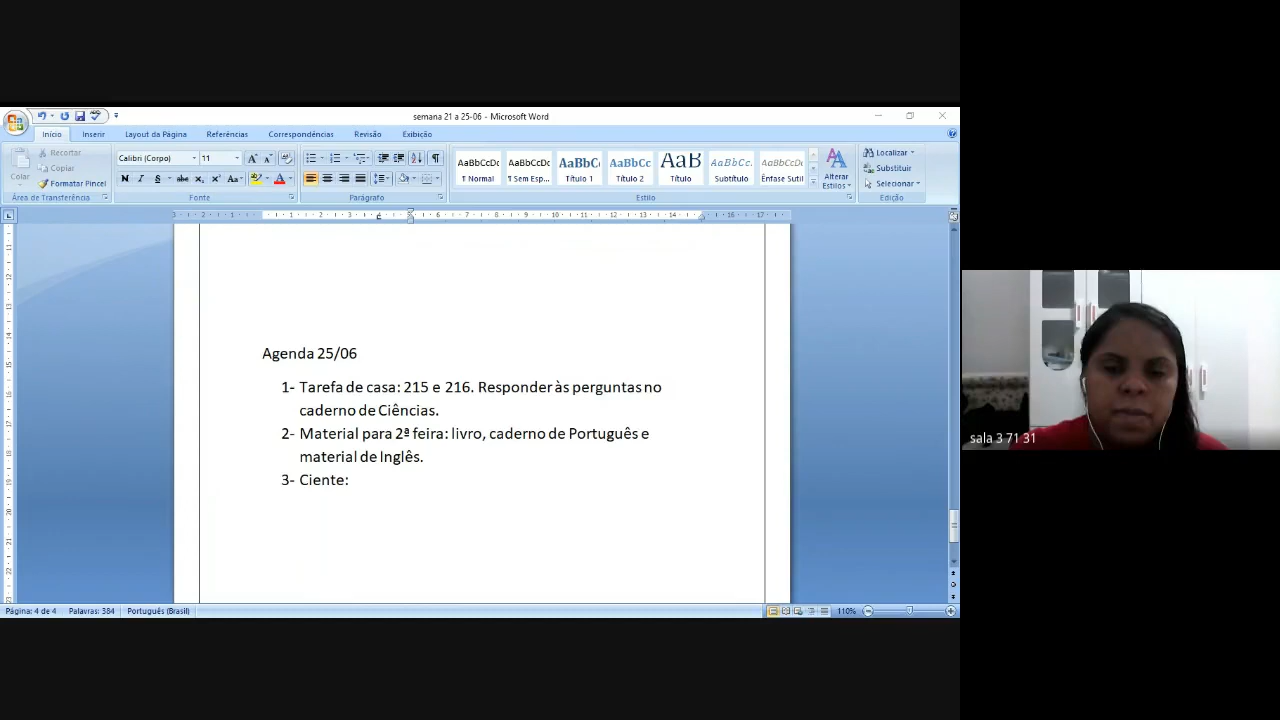 semana 21 a 25-06 - Microsoft Word
Início Inserir Layout da Página Referências Correspondências Revisão Exibição
Colar
Recortar
Copiar
Formatar Pincel
Área de Transferência
Calibri (Corpo) 11
Fonte
Parágrafo
AaBbCcDc AaBbCcDc AaBbC AaBbCc AaB AaBbCc. AaBbCcD
¶ Normal ¶ Sem Esp... Título 1 Título 2 Título Subtítulo Ênfase Sutil
Alterar Estilos
Estilo
Localizar
Substituir
Selecionar
Edição
Agenda 25/06
1- Tarefa de casa: 215 e 216. Responder às perguntas no
caderno de Ciências.
2- Material para 2ª feira: livro, caderno de Português e
material de Inglês.
3- Ciente:
sala 3 71 31
Página: 4 de 4 Palavras: 384 Português (Brasil) 110%